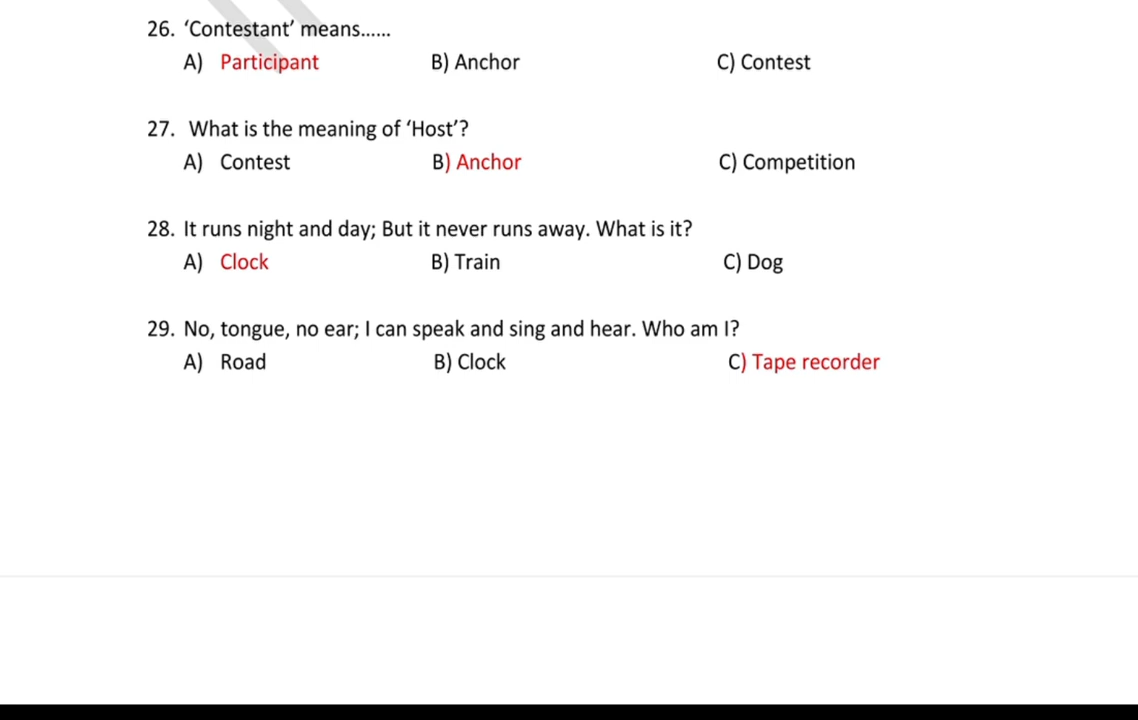 26. ‘Contestant’ means......
A) Participant B) Anchor C) Contest
27. What is the meaning of ‘Host’?
A) Contest B) Anchor C) Competition
28. It runs night and day; But it never runs away. What is it?
A) Clock B) Train C) Dog
29. No, tongue, no ear; I can speak and sing and hear. Who am I?
A) Road B) Clock C) Tape recorder